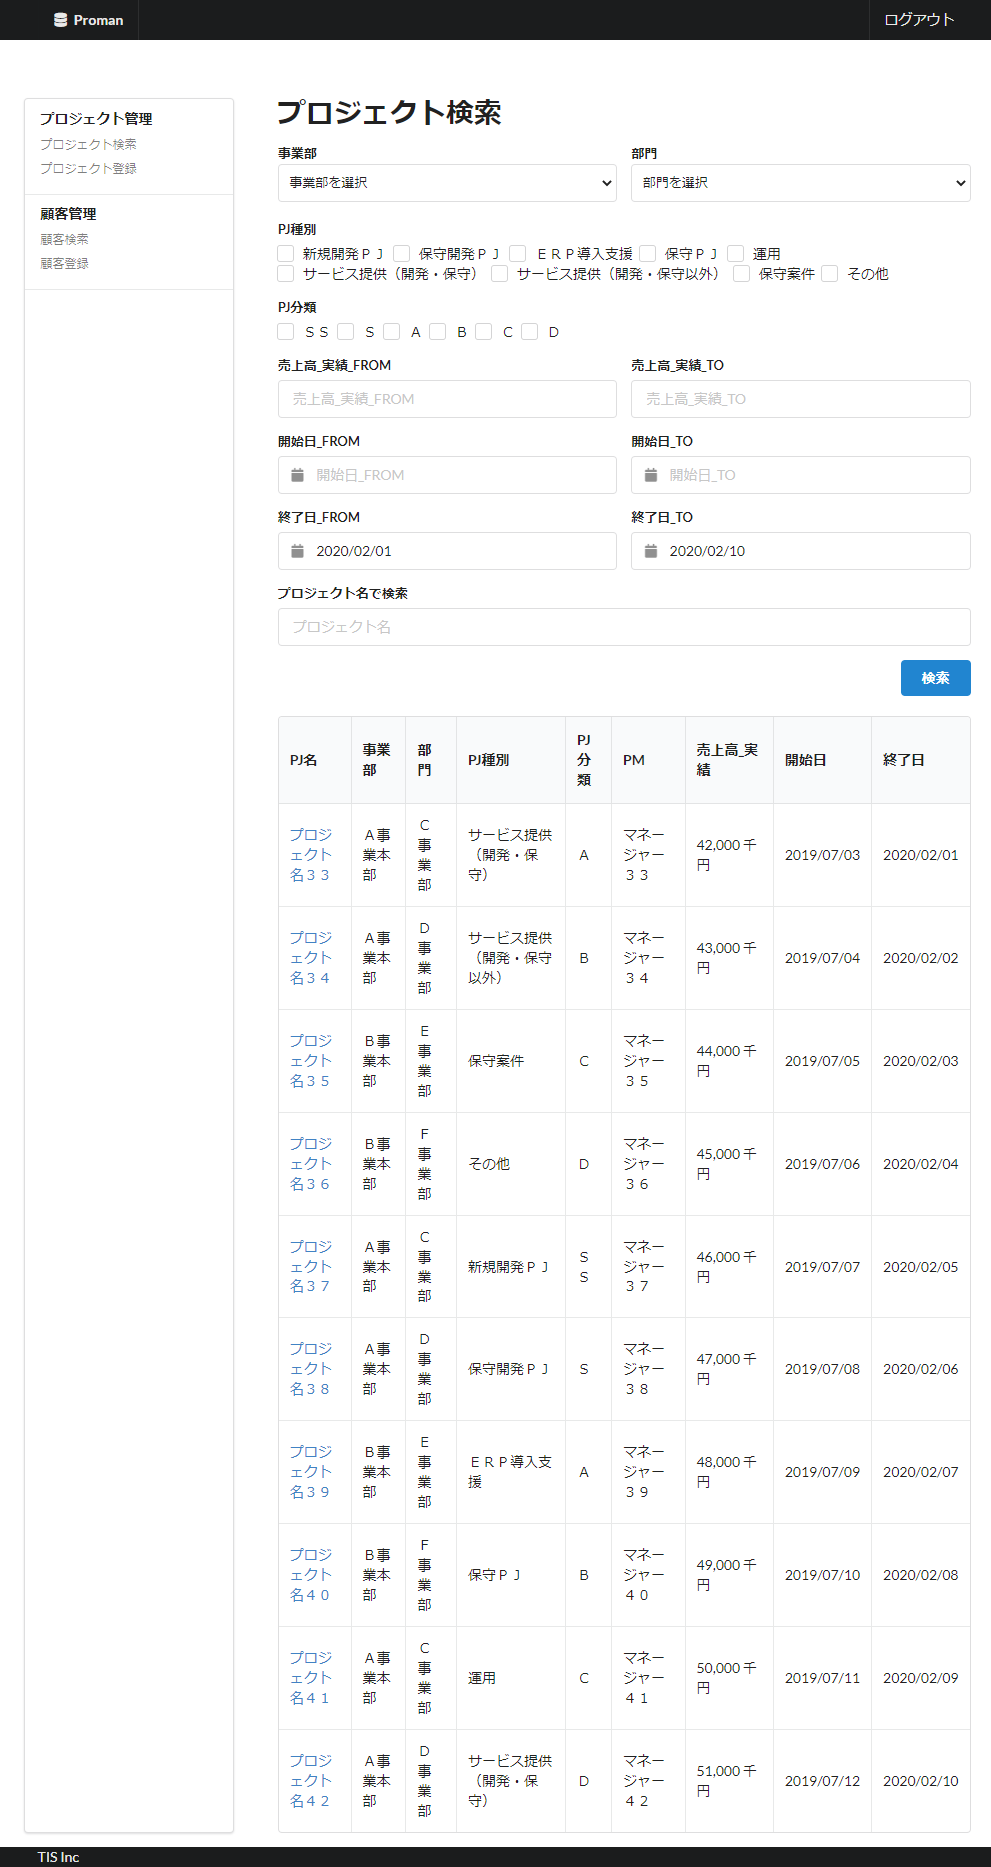 Proman
ログアウト
プロジェクト管理
プロジェクト検索
プロジェクト登録
顧客管理
顧客検索
顧客登録
プロジェクト検索
事業部
部門
事業部を選択
部門を選択
PJ種別
新規開発ＰＪ 保守開発ＰＪ ＥＲＰ導入支援 保守ＰＪ 運用
サービス提供（開発・保守） サービス提供（開発・保守以外） 保守案件 その他
PJ分類
ＳＳ Ｓ Ａ Ｂ Ｃ Ｄ
売上高_実績_FROM
売上高_実績_TO
売上高_実績_FROM
売上高_実績_TO
開始日_FROM
開始日_TO
開始日_FROM
開始日_TO
終了日_FROM
終了日_TO
2020/02/01
2020/02/10
プロジェクト名で検索
プロジェクト名
検索
PJ名
事業
部
部
門
PJ種別
PJ
分
類
PM
売上高_実
績
開始日
終了日
プロジ
ェクト
名３３
Ａ事
業本
部
Ｃ
事
業
部
サービス提供
（開発・保
守）
Ａ
マネー
ジャー
３３
42,000 千
円
2019/07/03
2020/02/01
プロジ
ェクト
名３４
Ａ事
業本
部
Ｄ
事
業
部
サービス提供
（開発・保守
以外）
Ｂ
マネー
ジャー
３４
43,000 千
円
2019/07/04
2020/02/02
プロジ
ェクト
名３５
Ｂ事
業本
部
Ｅ
事
業
部
保守案件
Ｃ
マネー
ジャー
３５
44,000 千
円
2019/07/05
2020/02/03
プロジ
ェクト
名３６
Ｂ事
業本
部
Ｆ
事
業
部
その他
Ｄ
マネー
ジャー
３６
45,000 千
円
2019/07/06
2020/02/04
プロジ
ェクト
名３７
Ａ事
業本
部
Ｃ
事
業
部
新規開発ＰＪ
Ｓ
Ｓ
マネー
ジャー
３７
46,000 千
円
2019/07/07
2020/02/05
プロジ
ェクト
名３８
Ａ事
業本
部
Ｄ
事
業
部
保守開発ＰＪ
Ｓ
マネー
ジャー
３８
47,000 千
円
2019/07/08
2020/02/06
プロジ
ェクト
名３９
Ｂ事
業本
部
Ｅ
事
業
部
ＥＲＰ導入支
援
Ａ
マネー
ジャー
３９
48,000 千
円
2019/07/09
2020/02/07
プロジ
ェクト
名４０
Ｂ事
業本
部
Ｆ
事
業
部
保守ＰＪ
Ｂ
マネー
ジャー
４０
49,000 千
円
2019/07/10
2020/02/08
プロジ
ェクト
名４１
Ａ事
業本
部
Ｃ
事
業
部
運用
Ｃ
マネー
ジャー
４１
50,000 千
円
2019/07/11
2020/02/09
プロジ
ェクト
名４２
Ａ事
業本
部
Ｄ
事
業
部
サービス提供
（開発・保
守）
Ｄ
マネー
ジャー
４２
51,000 千
円
2019/07/12
2020/02/10
TIS Inc